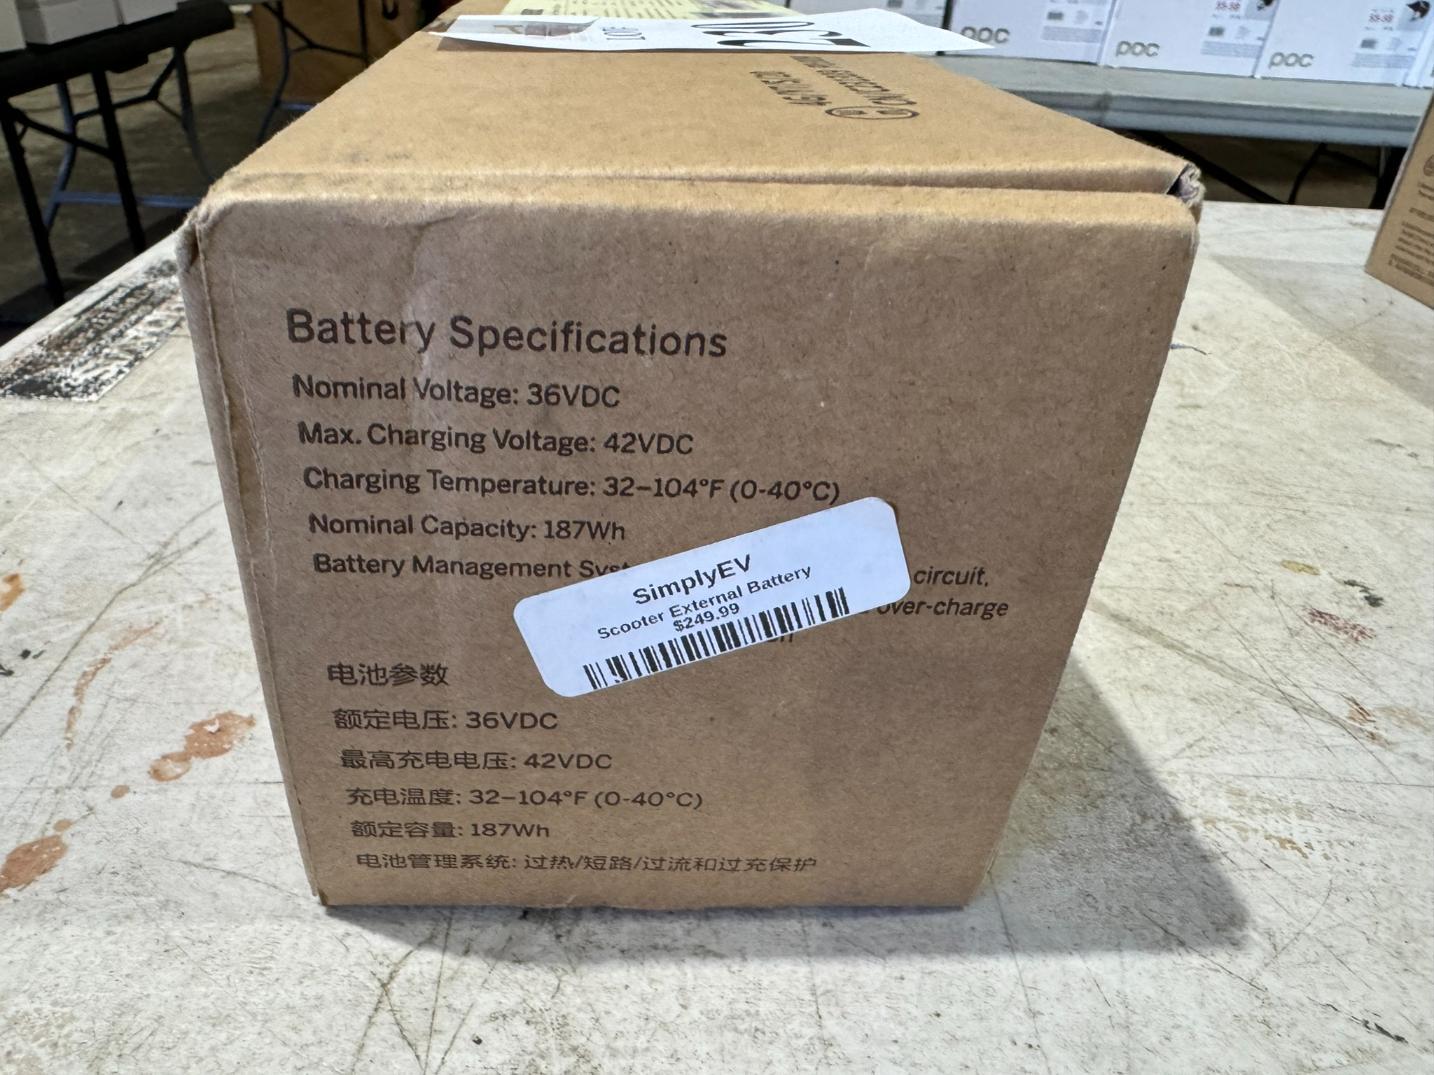 LOT
230
poc
poc
poc
Battery Specifications
Nominal Voltage: 36VDC
Max. Charging Voltage: 42VDC
Charging Temperature: 32–104°F (0-40°C)
Nominal Capacity: 187Wh
Battery Management Syst
circuit,
over-charge
SimplyEV
Scooter External Battery
$249.99
电池参数
额定电压: 36VDC
最高充电电压: 42VDC
充电温度: 32–104°F (0-40°C)
额定容量: 187Wh
电池管理系统: 过热/短路/过流和过充保护